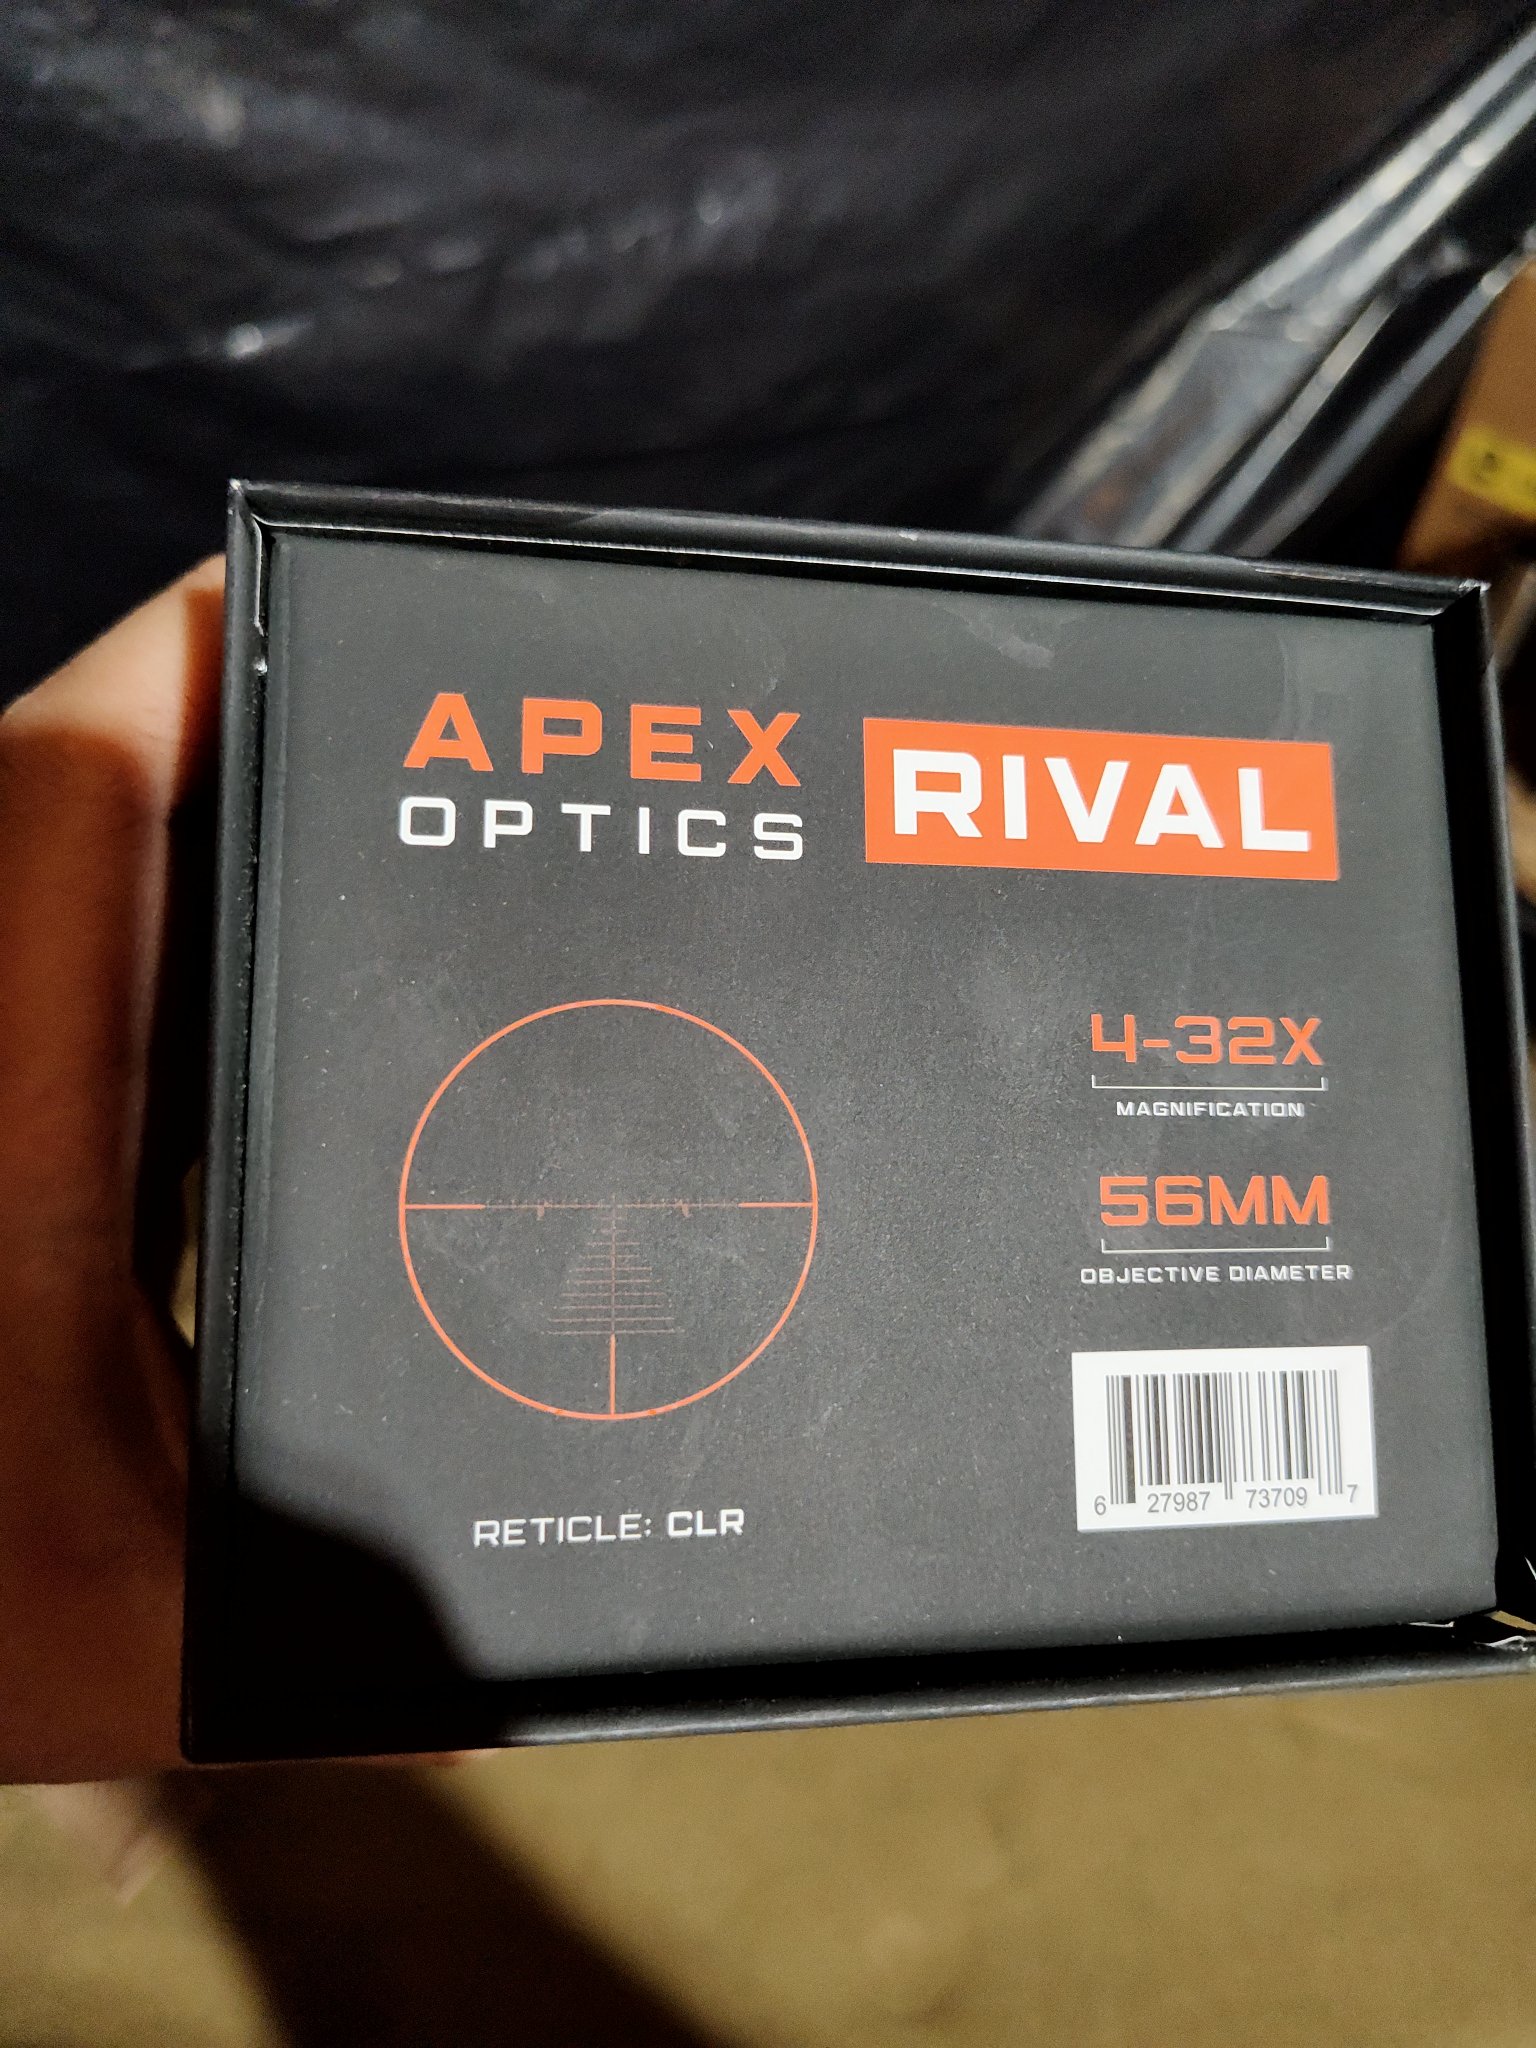 APEX
OPTICS
RIVAL
4-32X
MAGNIFICATION
56MM
OBJECTIVE DIAMETER
6 27987 73709 7
RETICLE: CLR